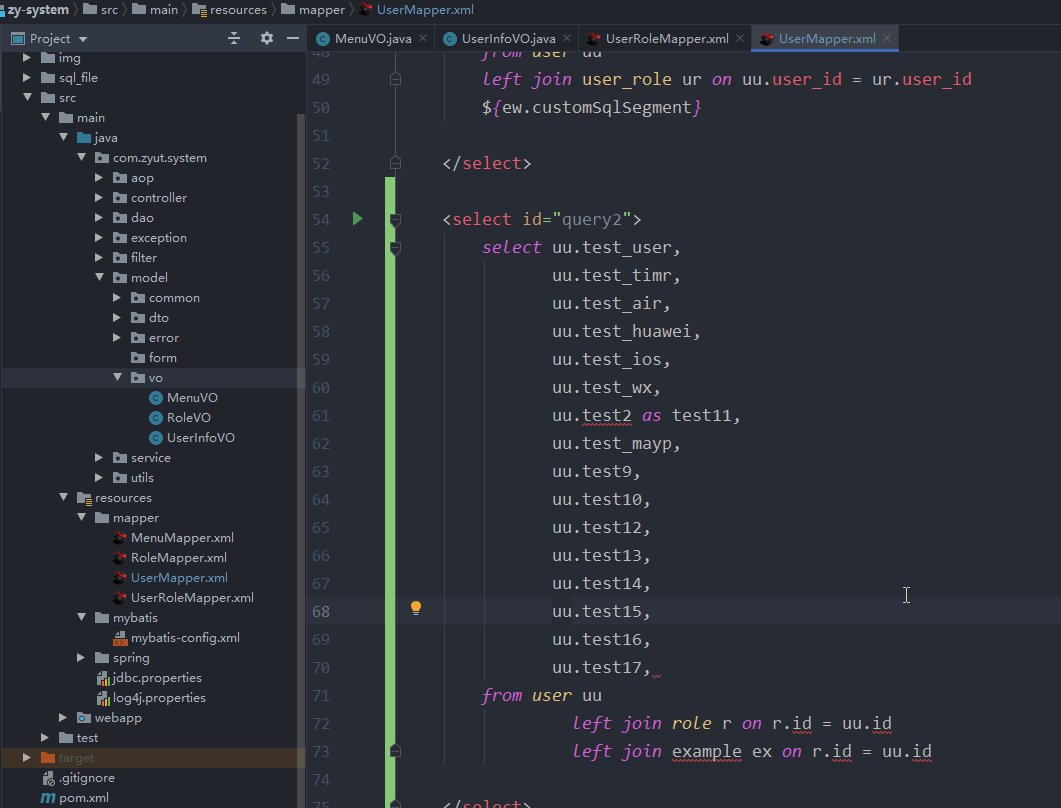 zy-system src main resources mapper UserMapper.xml
Project
MenuVO.java UserInfoVO.java UserRoleMapper.xml UserMapper.xml
img
sql_file
src
main
java
com.zyut.system
aop
controller
dao
exception
filter
model
common
dto
error
form
vo
MenuVO
RoleVO
UserInfoVO
service
utils
resources
mapper
MenuMapper.xml
RoleMapper.xml
UserMapper.xml
UserRoleMapper.xml
mybatis
mybatis-config.xml
spring
jdbc.properties
log4j.properties
webapp
test
target
.gitignore
pom.xml
48 from user uu
49 left join user_role ur on uu.user_id = ur.user_id
50 ${ew.customSqlSegment}
51
52 </select>
53
54 <select id="query2">
55 select uu.test_user,
56 uu.test_timr,
57 uu.test_air,
58 uu.test_huawei,
59 uu.test_ios,
60 uu.test_wx,
61 uu.test2 as test11,
62 uu.test_mayp,
63 uu.test9,
64 uu.test10,
65 uu.test12,
66 uu.test13,
67 uu.test14,
68 uu.test15,
69 uu.test16,
70 uu.test17,
71 from user uu
72 left join role r on r.id = uu.id
73 left join example ex on r.id = uu.id
74
75 </select>